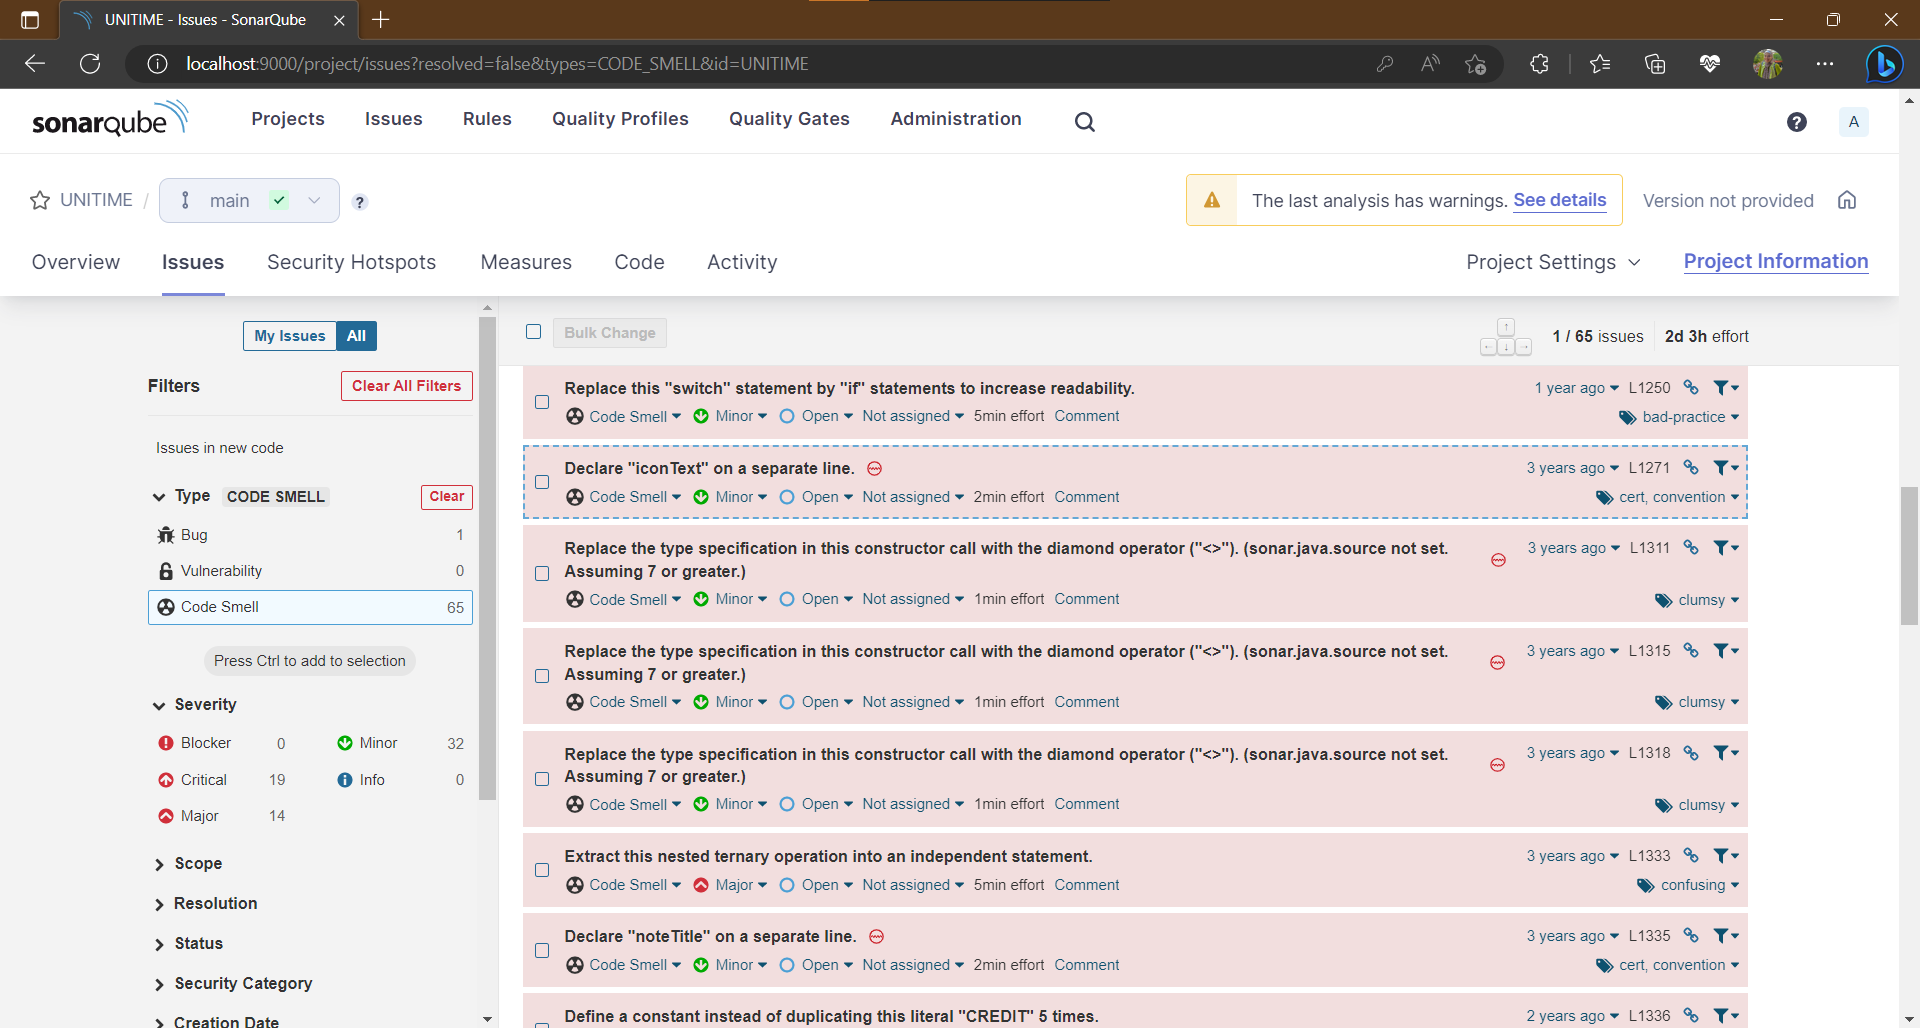 UNITIME - Issues - SonarQube
localhost:9000/project/issues?resolved=false&types=CODE_SMELL&id=UNITIME
sonarqube Projects Issues Rules Quality Profiles Quality Gates Administration ? A
UNITIME / main ?
The last analysis has warnings. See details Version not provided
Overview Issues Security Hotspots Measures Code Activity Project Settings Project Information
My Issues All
Filters Clear All Filters
Issues in new code
Type CODE SMELL Clear
Bug 1
Vulnerability 0
Code Smell 65
Press Ctrl to add to selection
Severity
Blocker 0 Minor 32
Critical 19 Info 0
Major 14
Scope
Resolution
Status
Security Category
Creation Date
Bulk Change 1 / 65 issues 2d 3h effort
Replace this "switch" statement by "if" statements to increase readability. 1 year ago L1250
Code Smell Minor Open Not assigned 5min effort Comment bad-practice
Declare "iconText" on a separate line. 3 years ago L1271
Code Smell Minor Open Not assigned 2min effort Comment cert, convention
Replace the type specification in this constructor call with the diamond operator ("<>"). (sonar.java.source not set. 3 years ago L1311
Assuming 7 or greater.)
Code Smell Minor Open Not assigned 1min effort Comment clumsy
Replace the type specification in this constructor call with the diamond operator ("<>"). (sonar.java.source not set. 3 years ago L1315
Assuming 7 or greater.)
Code Smell Minor Open Not assigned 1min effort Comment clumsy
Replace the type specification in this constructor call with the diamond operator ("<>"). (sonar.java.source not set. 3 years ago L1318
Assuming 7 or greater.)
Code Smell Minor Open Not assigned 1min effort Comment clumsy
Extract this nested ternary operation into an independent statement. 3 years ago L1333
Code Smell Major Open Not assigned 5min effort Comment confusing
Declare "noteTitle" on a separate line. 3 years ago L1335
Code Smell Minor Open Not assigned 2min effort Comment cert, convention
Define a constant instead of duplicating this literal "CREDIT" 5 times. 2 years ago L1336